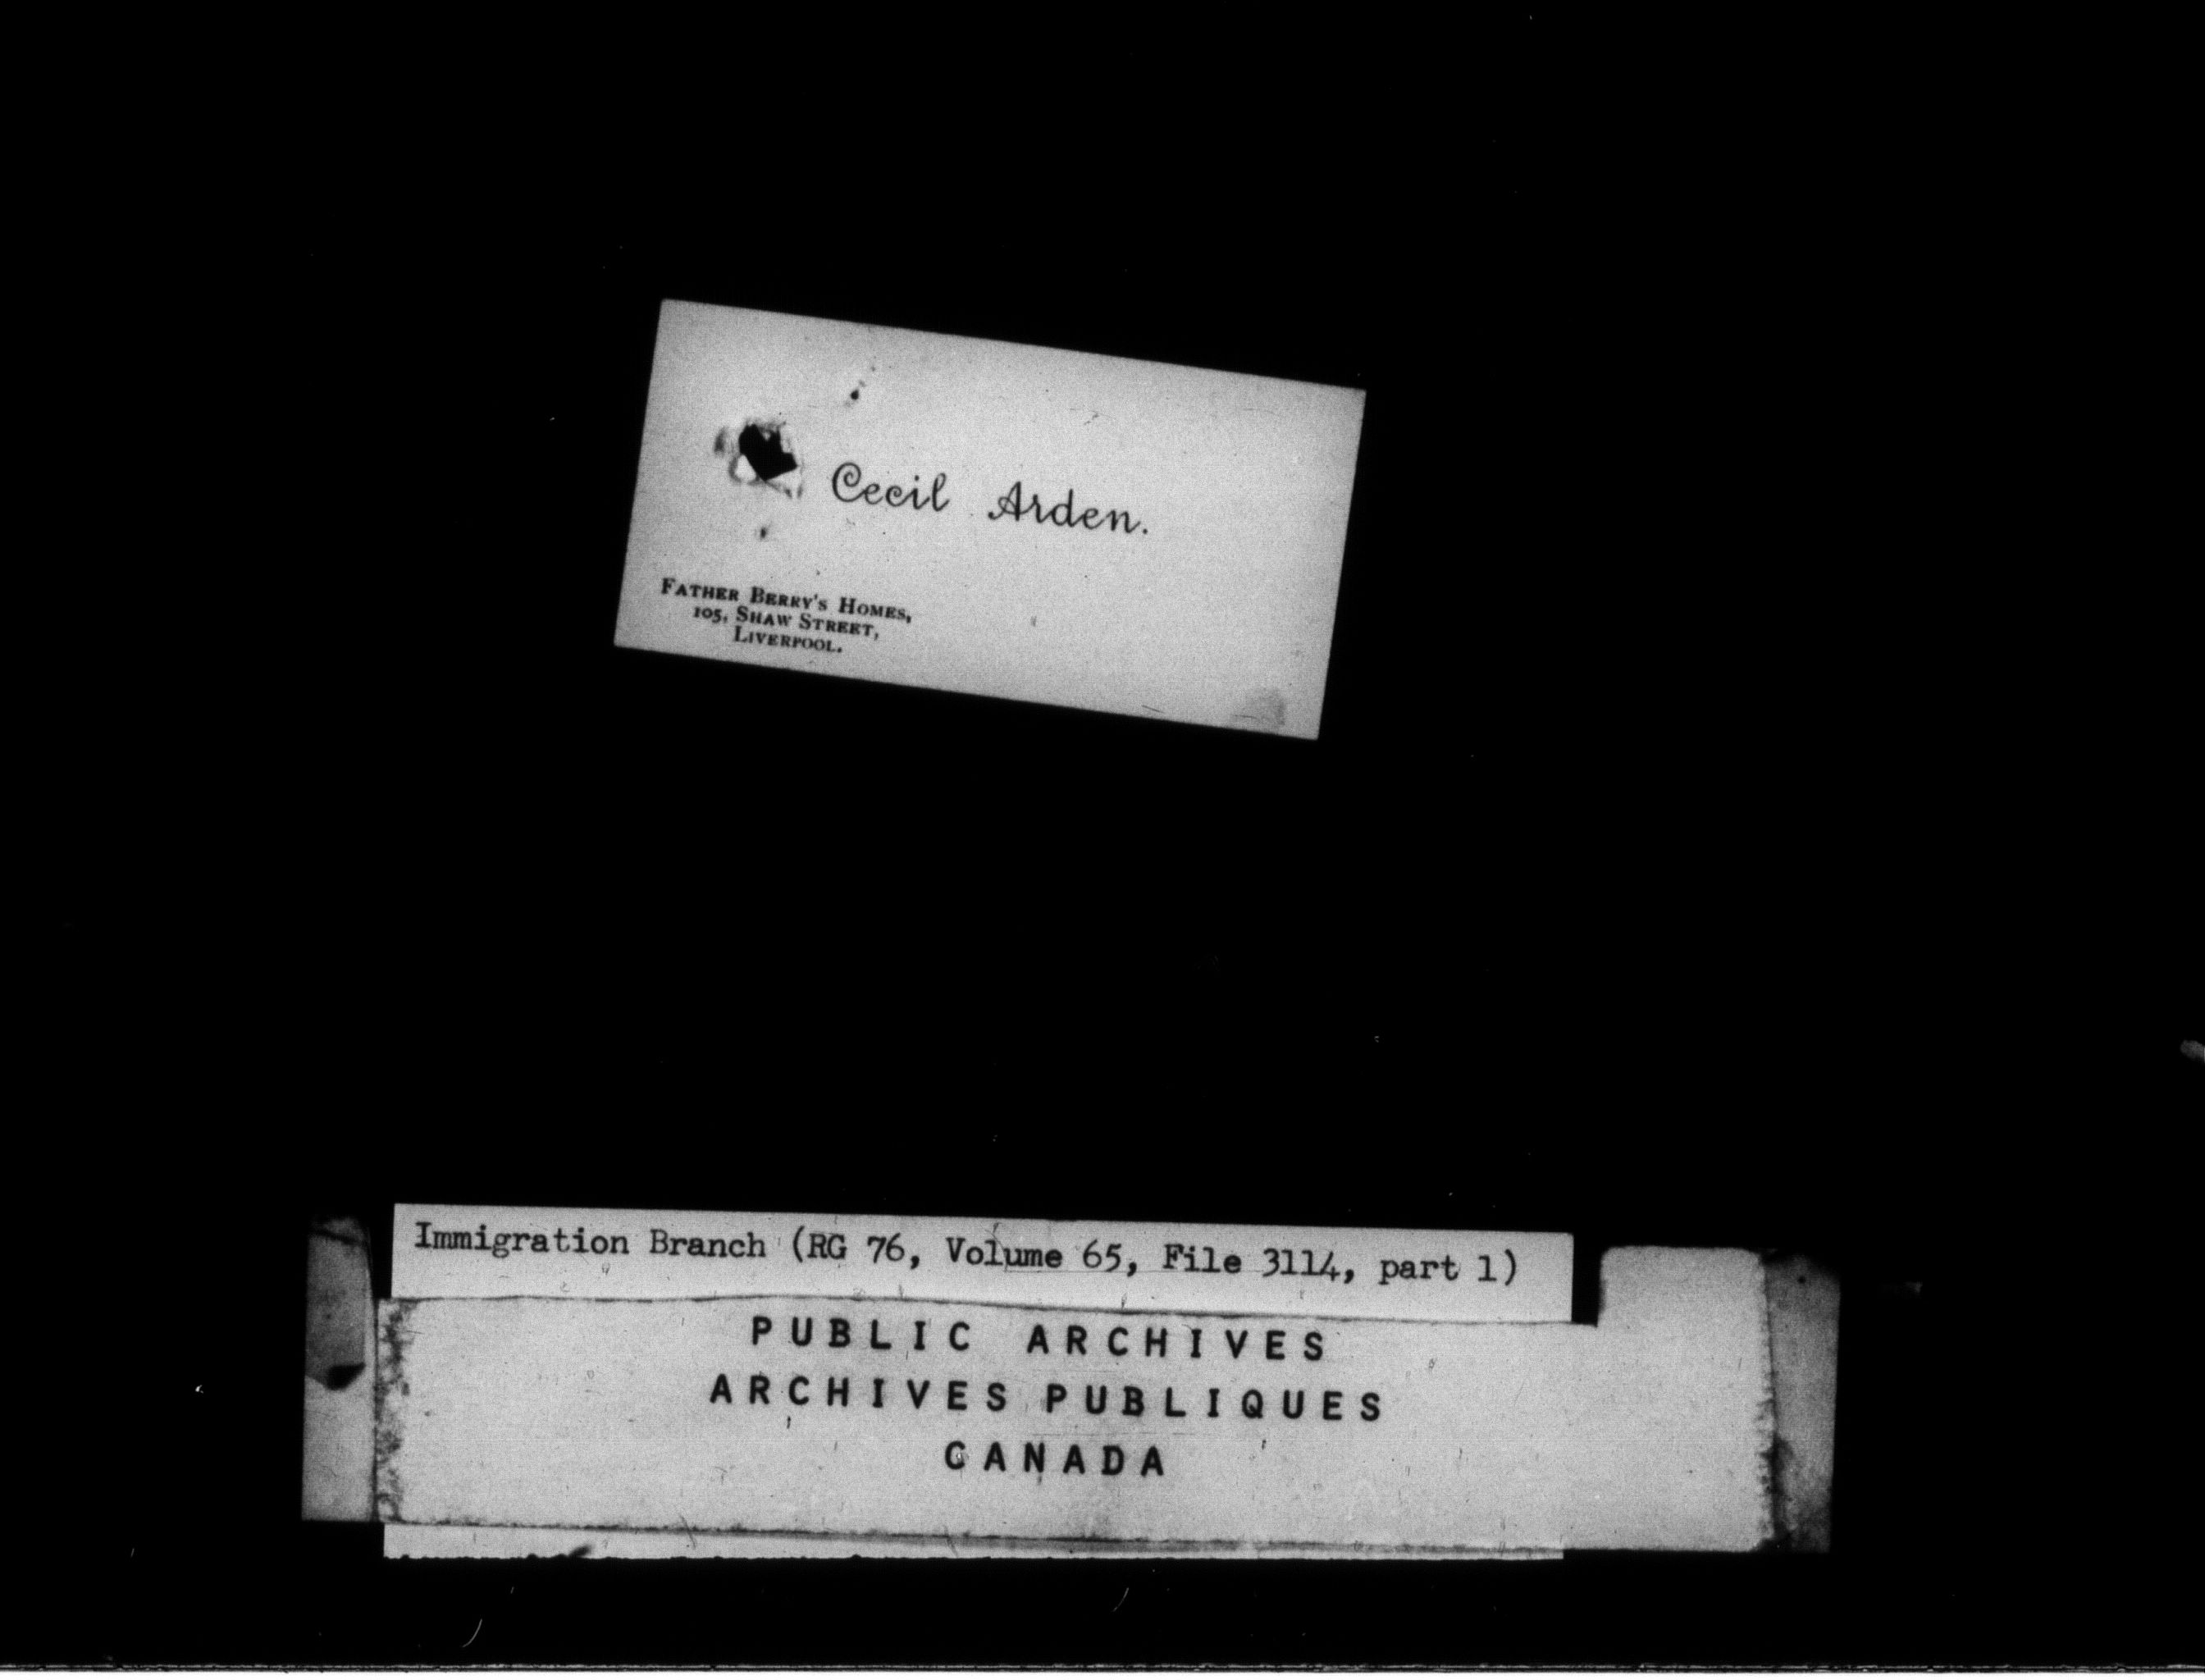 Cecil Arden.
FATHER BERRY'S HOMES,
105, SHAW STREET,
LIVERPOOL.
Immigration Branch (RG 76, Volume 65, File 3114, part 1)
PUBLIC ARCHIVES
ARCHIVES PUBLIQUES
CANADA